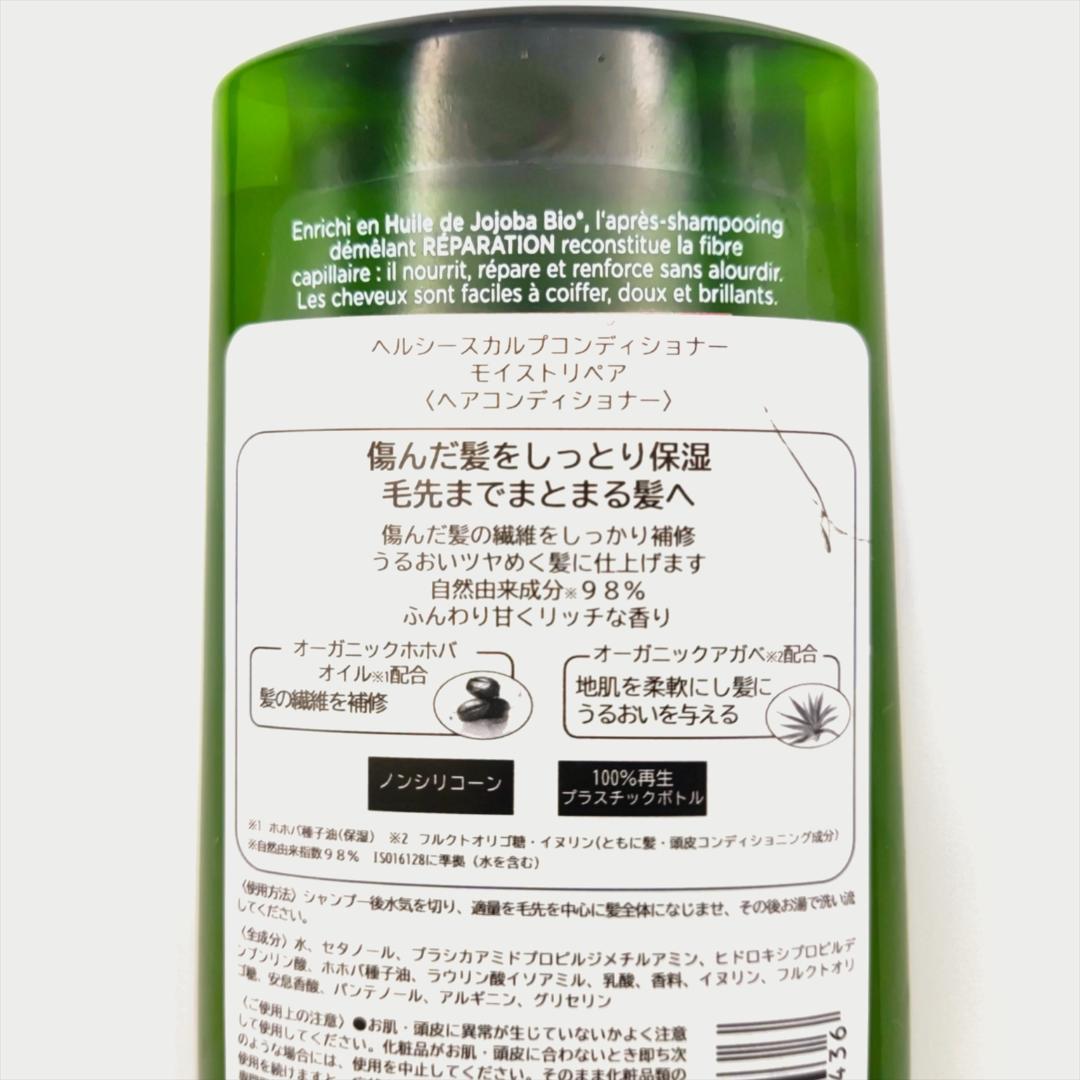 Enrichi en Huile de Jojoba Bio*, l'après-shampooing
démêlant RÉPARATION reconstitue la fibre
capillaire : il nourrit, répare et renforce sans alourdir.
Les cheveux sont faciles à coiffer, doux et brillants.
ヘルシースカルプコンディショナー
モイストリペア
〈ヘアコンディショナー〉
傷んだ髪をしっとり保湿
毛先までまとまる髪へ
傷んだ髪の繊維をしっかり補修
うるおいツヤめく髪に仕上げます
自然由来成分※98%
ふんわり甘くリッチな香り
オーガニックホホバ
オイル※1配合
髪の繊維を補修
オーガニックアガベ※2配合
地肌を柔軟にし髪に
うるおいを与える
ノンシリコーン
100%再生
プラスチックボトル
※1 ホホバ種子油(保湿) ※2 フルクトオリゴ糖・イヌリン(ともに髪・頭皮コンディショニング成分)
※自然由来指数98% ISO16128に準拠(水を含む)
〈使用方法〉シャンプー後水気を切り、適量を毛先を中心に髪全体になじませ、その後お湯で洗い流
してください。
〈全成分〉水、セタノール、ブラシカアミドプロピルジメチルアミン、ヒドロキシプロピルデ
ンプンリン酸、ホホバ種子油、ラウリン酸イソアミル、乳酸、香料、イヌリン、フルクトオリ
ゴ糖、安息香酸、パンテノール、アルギニン、グリセリン
〈ご使用上の注意〉●お肌・頭皮に異常が生じていないかよく注意
して使用してください。化粧品がお肌・頭皮に合わないとき即ち次
のような場合には、使用を中止してください。そのまま化粧品類の
使用を続けますと、
436